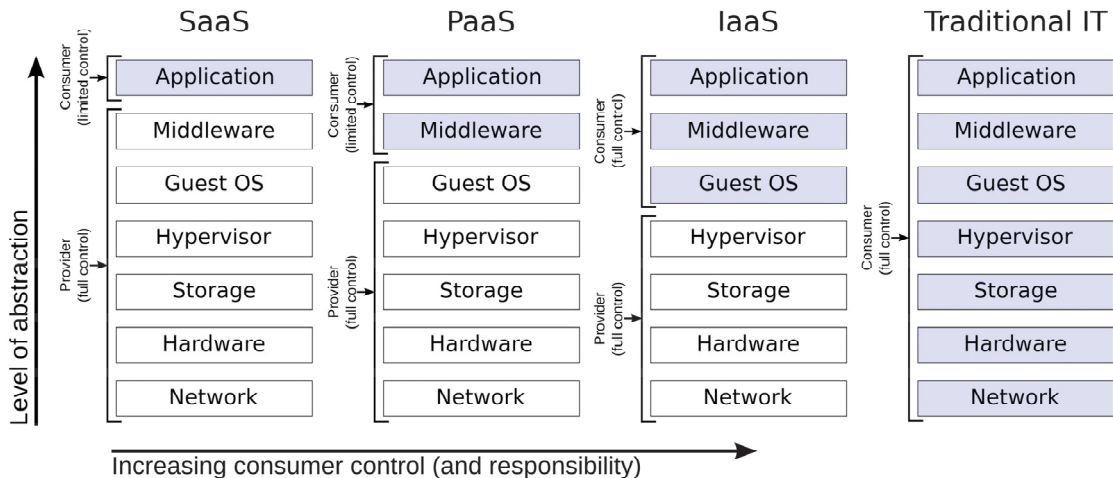 SaaS
Consumer
(limited control)
Application
Middleware
Guest OS
Hypervisor
Storage
Hardware
Network
Provider
(full control)
PaaS
Consumer
(limited control)
Application
Middleware
Guest OS
Hypervisor
Storage
Hardware
Network
Provider
(full control)
IaaS
Consumer
(full control)
Application
Middleware
Guest OS
Hypervisor
Storage
Hardware
Network
Provider
(full control)
Traditional IT
Consumer
(full control)
Application
Middleware
Guest OS
Hypervisor
Storage
Hardware
Network
Level of abstraction
Increasing consumer control (and responsibility)